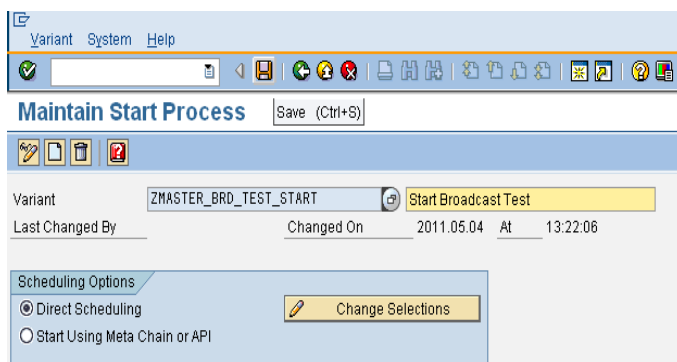 Variant System Help
Maintain Start Process Save (Ctrl+S)
Variant ZMASTER_BRD_TEST_START Start Broadcast Test
Last Changed By Changed On 2011.05.04 At 13:22:06
Scheduling Options
Direct Scheduling Change Selections
Start Using Meta Chain or API